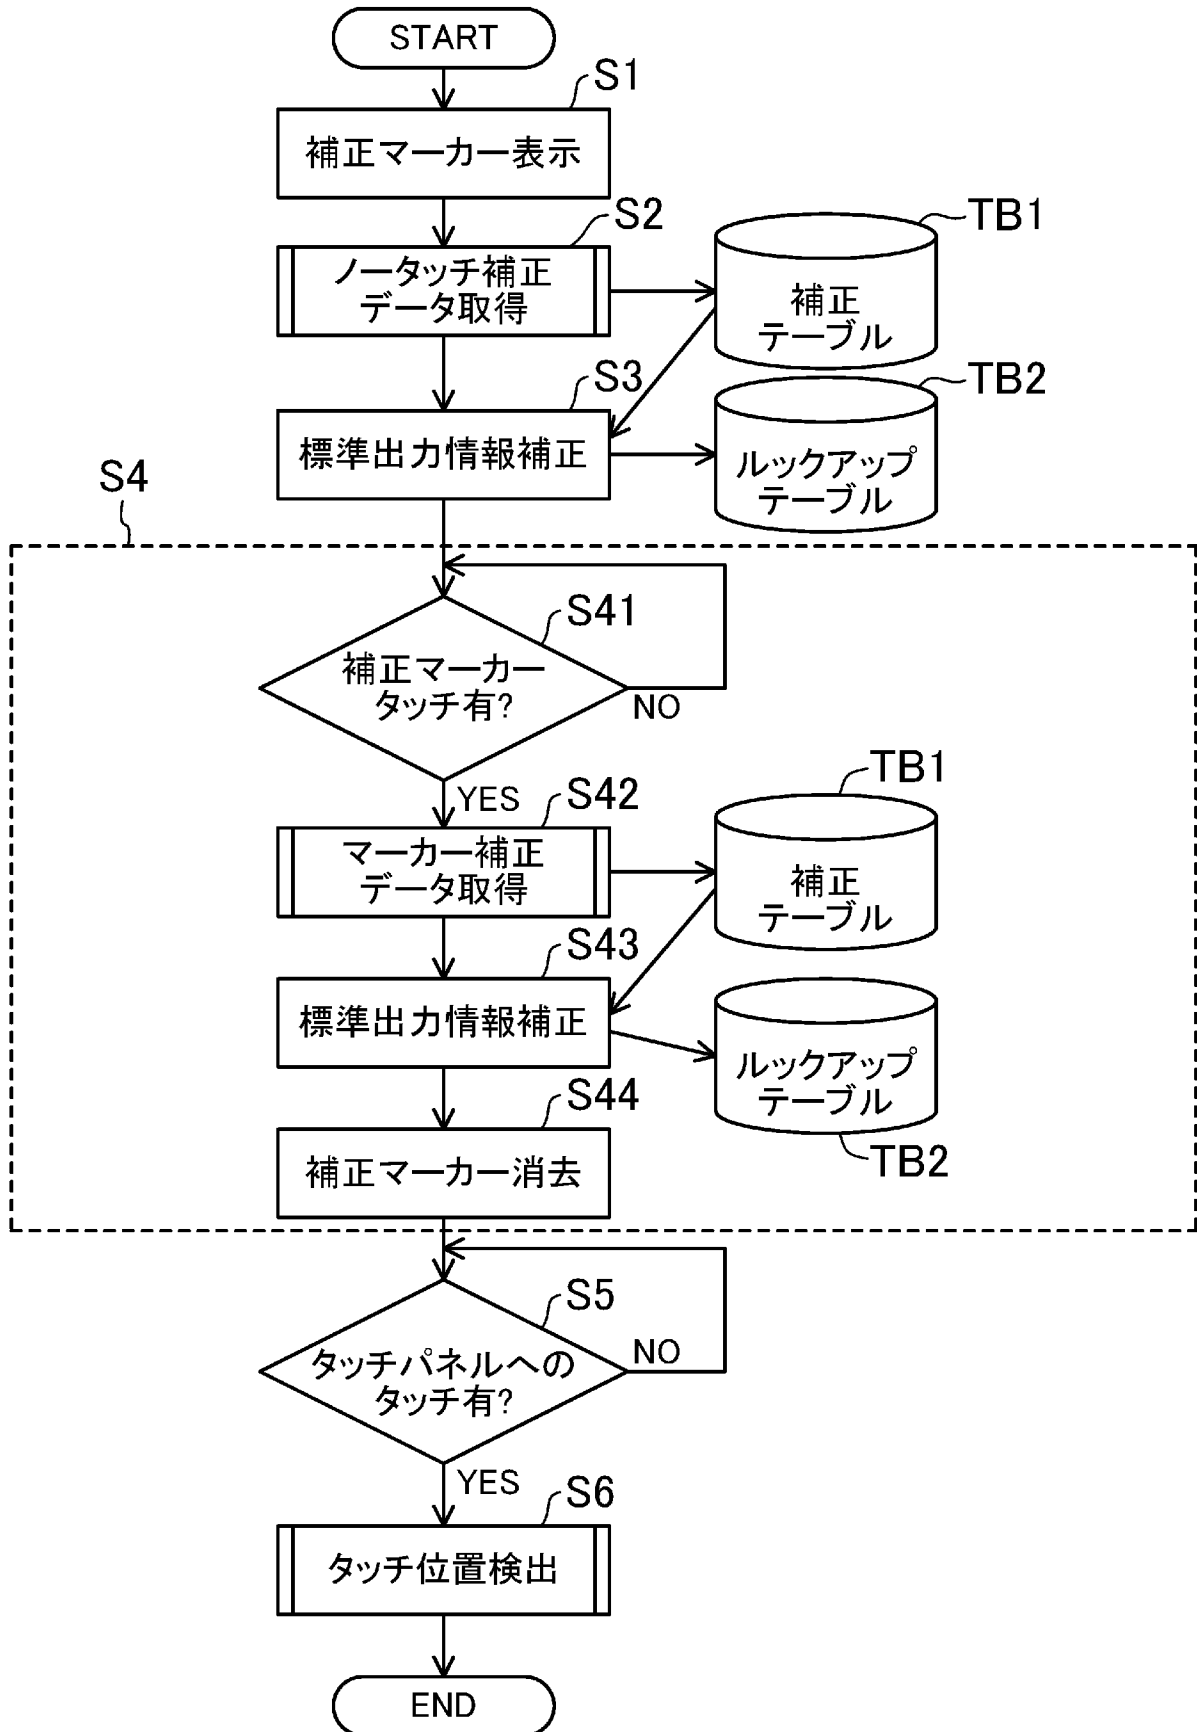 START
S1
補正マーカー表示
S2
TB1
ノータッチ補正
データ取得
補正
テーブル
S3
TB2
標準出力情報補正
ルックアップ
テーブル
S4
S41
補正マーカー
タッチ有?
NO
YES
S42
TB1
マーカー補正
データ取得
補正
テーブル
S43
標準出力情報補正
ルックアップ
テーブル
S44
TB2
補正マーカー消去
S5
タッチパネルへの
タッチ有?
NO
YES
S6
タッチ位置検出
END